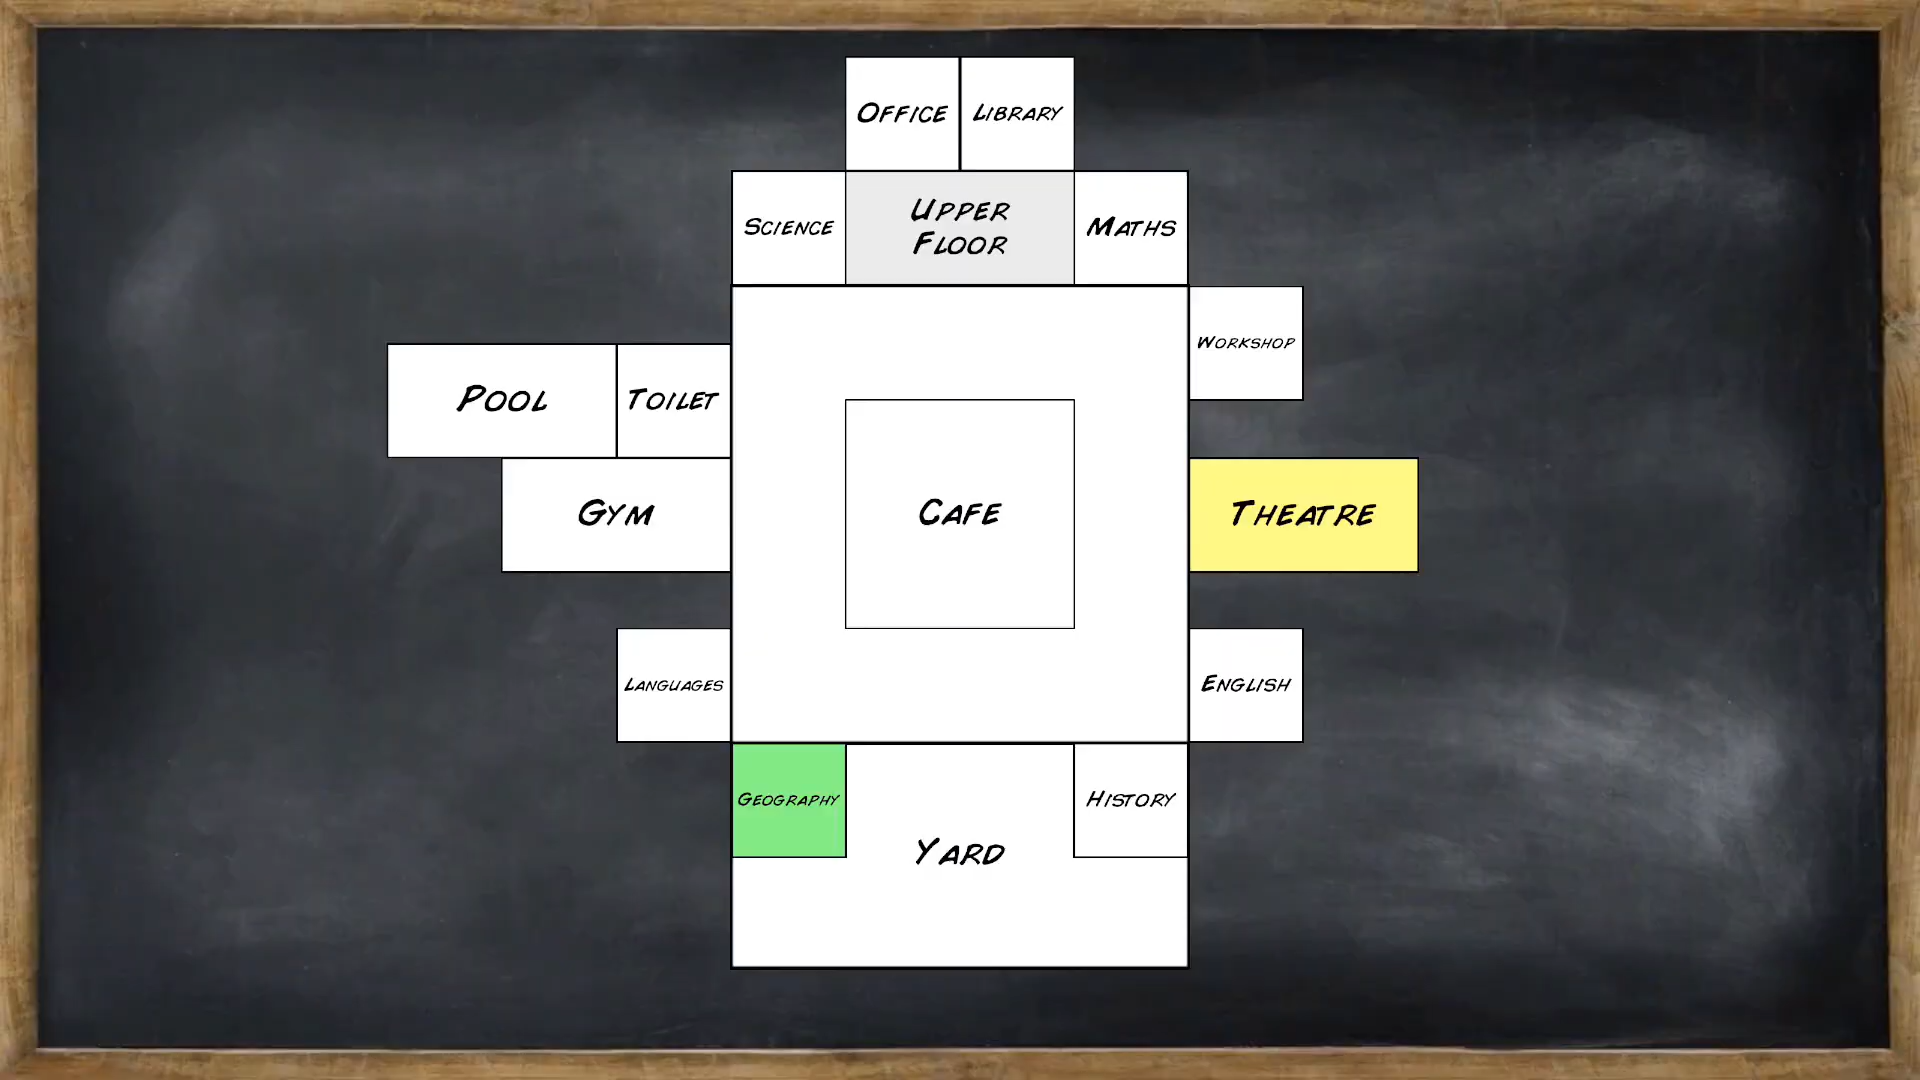 OFFICE
LIBRARY
SCIENCE
UPPER
FLOOR
MATHS
WORKSHOP
POOL
TOILET
GYM
CAFE
THEATRE
LANGUAGES
ENGLISH
GEOGRAPHY
HISTORY
YARD